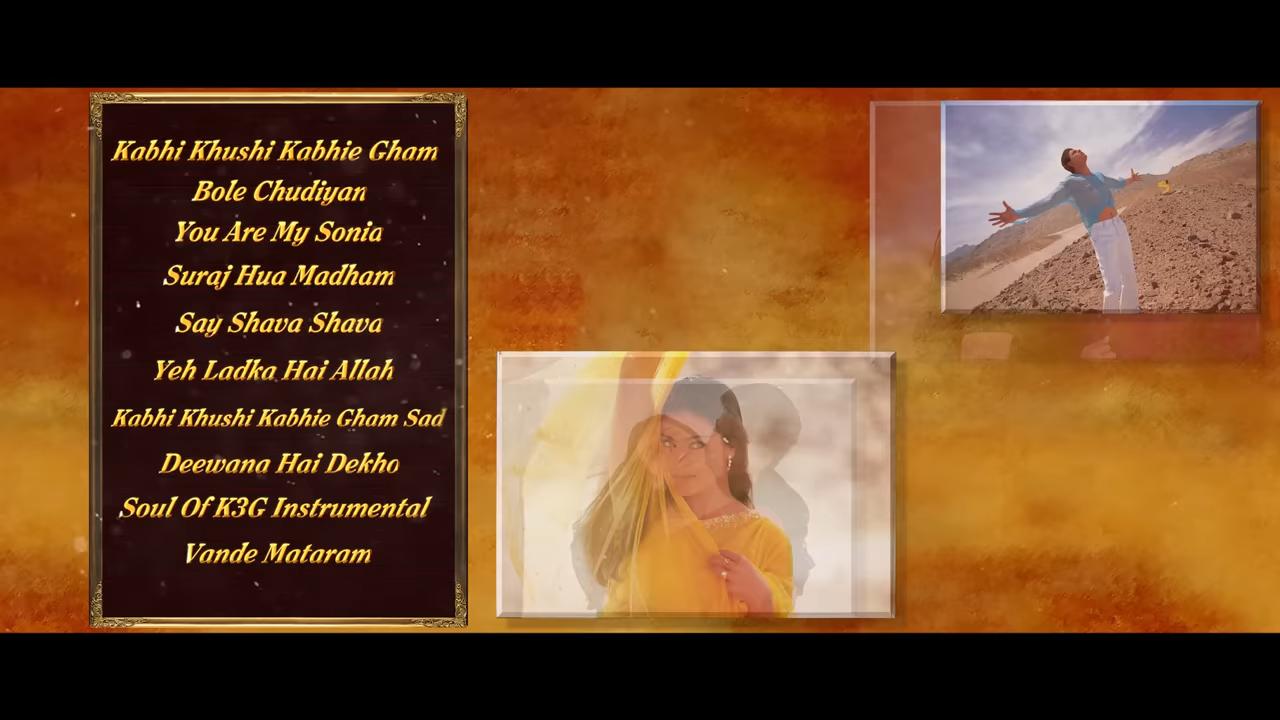 Kabhi Khushi Kabhie Gham
Bole Chudiyan
You Are My Sonia
Suraj Hua Madham
Say Shava Shava
Yeh Ladka Hai Allah
Kabhi Khushi Kabhie Gham Sad
Deewana Hai Dekho
Soul Of K3G Instrumental
Vande Mataram